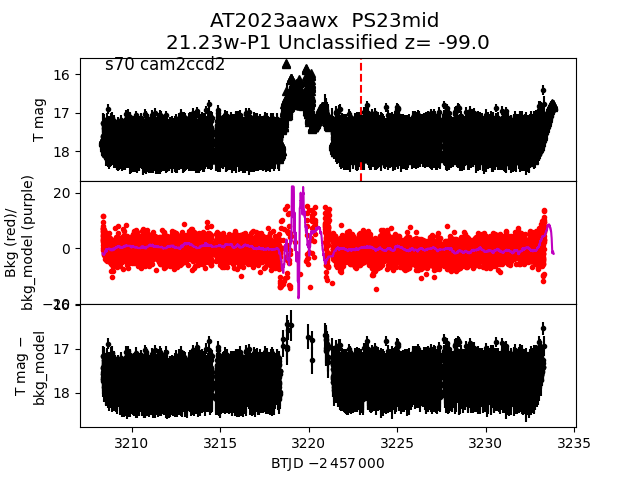 AT2023aawx  PS23mid
21.23w-P1 Unclassified z= -99.0
s70 cam2ccd2
16
17
18
T mag
20
0
−20
Bkg (red)/
bkg_model (purple)
16
17
18
T mag −
bkg_model
3210
3215
3220
3225
3230
3235
BTJD −2 457 000